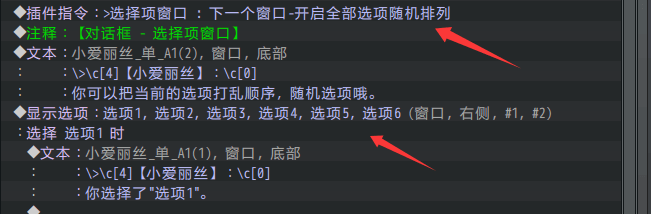 ◆插件指令：>选择项窗口 : 下一个窗口-开启全部选项随机排列
◆注释：【对话框 - 选择项窗口】
◆文本：小爱丽丝_单_A1(2), 窗口, 底部
：　　：\>\c[4]【小爱丽丝】：\c[0]
：　　：你可以把当前的选项打乱顺序，随机选项哦。
◆显示选项：选项1, 选项2, 选项3, 选项4, 选项5, 选项6 (窗口, 右侧, #1, #2)
：选择 选项1 时
◆文本：小爱丽丝_单_A1(1), 窗口, 底部
：　　：\>\c[4]【小爱丽丝】：\c[0]
：　　：你选择了"选项1"。
◆